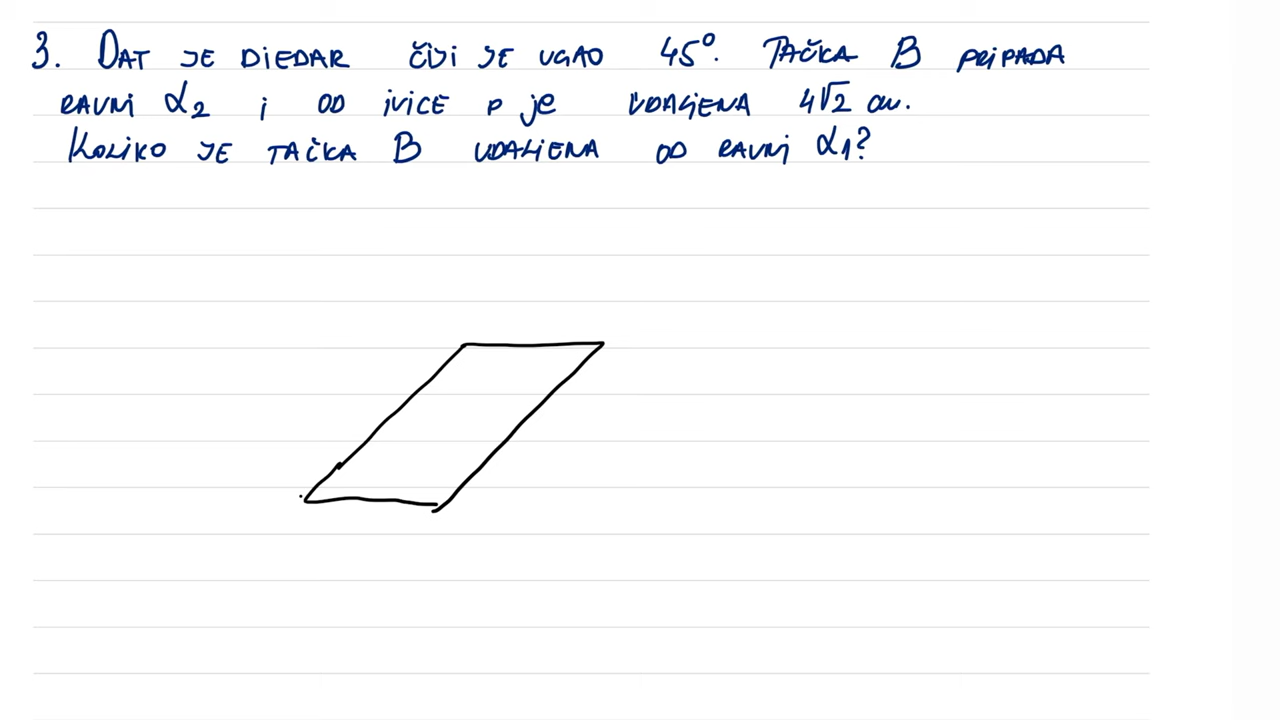 3. DAT JE DIEDAR ČIJI JE UGAO 45°. TAČKA B PRIPADA
RAVNI α2 i OD IVICE p je UDALJENA 4√2 cm.
KOLIKO JE TAČKA B UDALJENA OD RAVNI α1?